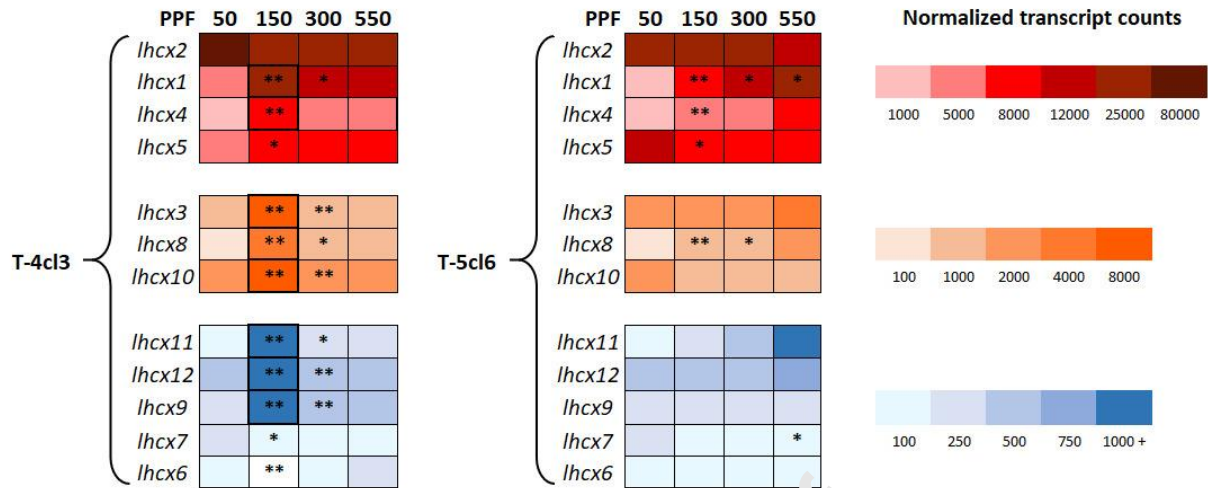 PPF 50 150 300 550 PPF 50 150 300 550 Normalized transcript counts
lhcx2 lhcx2
lhcx1 ** * lhcx1 ** * *
lhcx4 ** lhcx4 **
1000 5000 8000 12000 25000 80000
lhcx5 * lhcx5 *
lhcx3 ** ** lhcx3
T-4cl3 lhcx8 ** * T-5cl6 lhcx8 ** *
lhcx10 ** ** lhcx10
100 1000 2000 4000 8000
lhcx11 ** * lhcx11
lhcx12 ** ** lhcx12
lhcx9 ** ** lhcx9
100 250 500 750 1000 +
lhcx7 * lhcx7 *
lhcx6 ** lhcx6